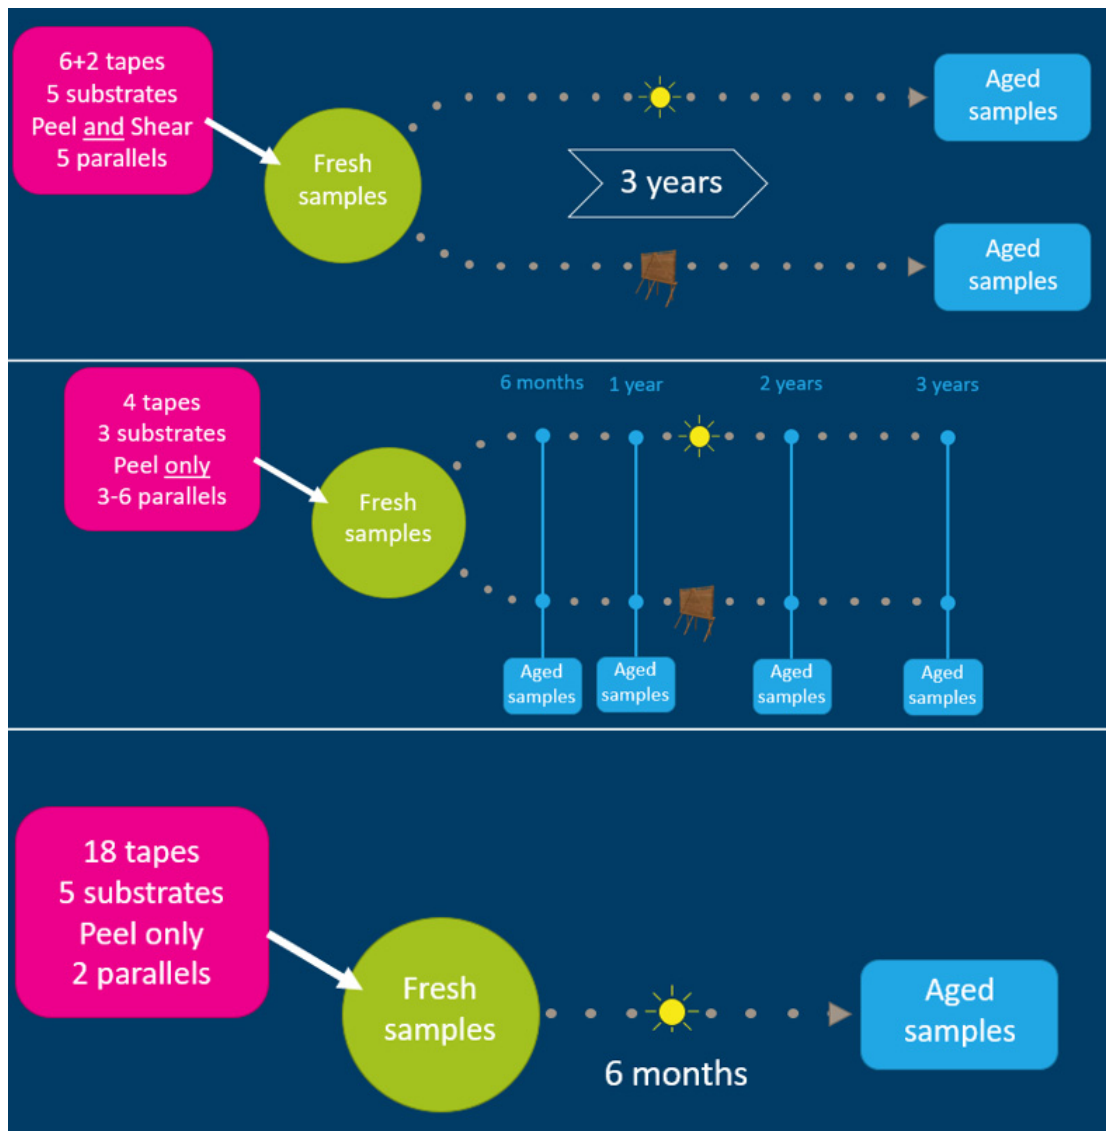 6+2 tapes
5 substrates
Peel and Shear
5 parallels
Fresh
samples
3 years
Aged
samples
Aged
samples
4 tapes
3 substrates
Peel only
3-6 parallels
Fresh
samples
6 months
1 year
2 years
3 years
Aged
samples
Aged
samples
Aged
samples
Aged
samples
18 tapes
5 substrates
Peel only
2 parallels
Fresh
samples
6 months
Aged
samples